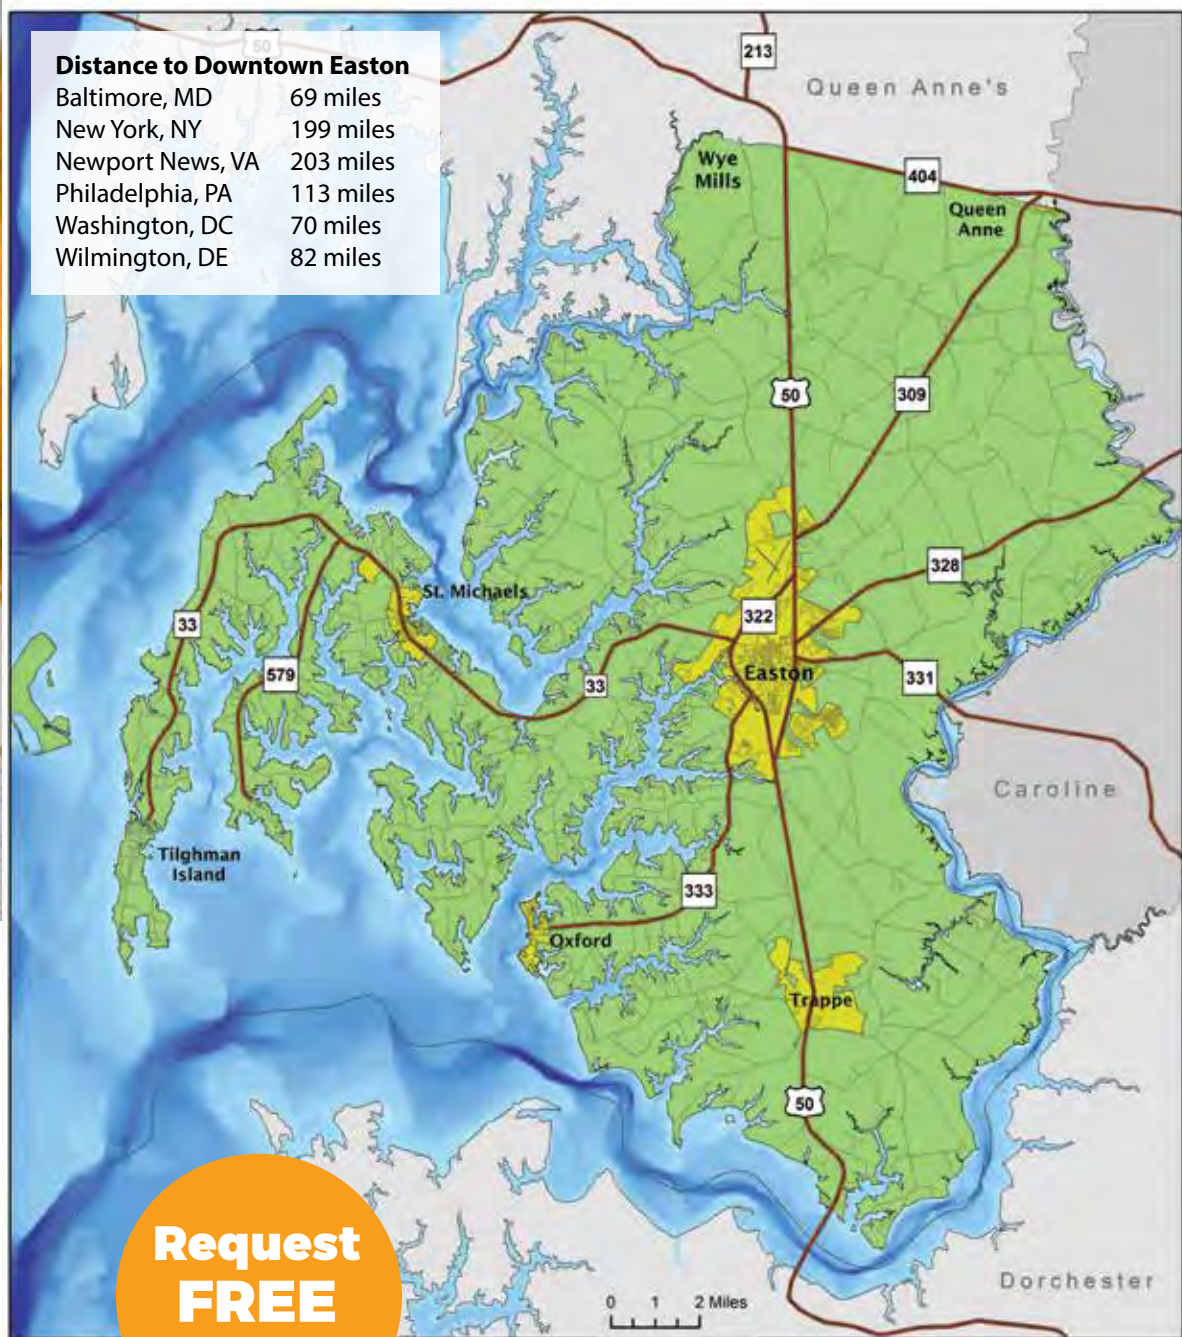 50
Distance to Downtown Easton
Baltimore, MD 69 miles
New York, NY 199 miles
Newport News, VA 203 miles
Philadelphia, PA 113 miles
Washington, DC 70 miles
Wilmington, DE 82 miles
213
Queen Anne's
Wye
Mills
404
Queen
Anne
50
309
328
St. Michaels
322
33
579
33
Easton
331
Caroline
Tilghman
Island
333
Oxford
Trappe
50
Request
FREE
Dorchester
0 1 2 Miles